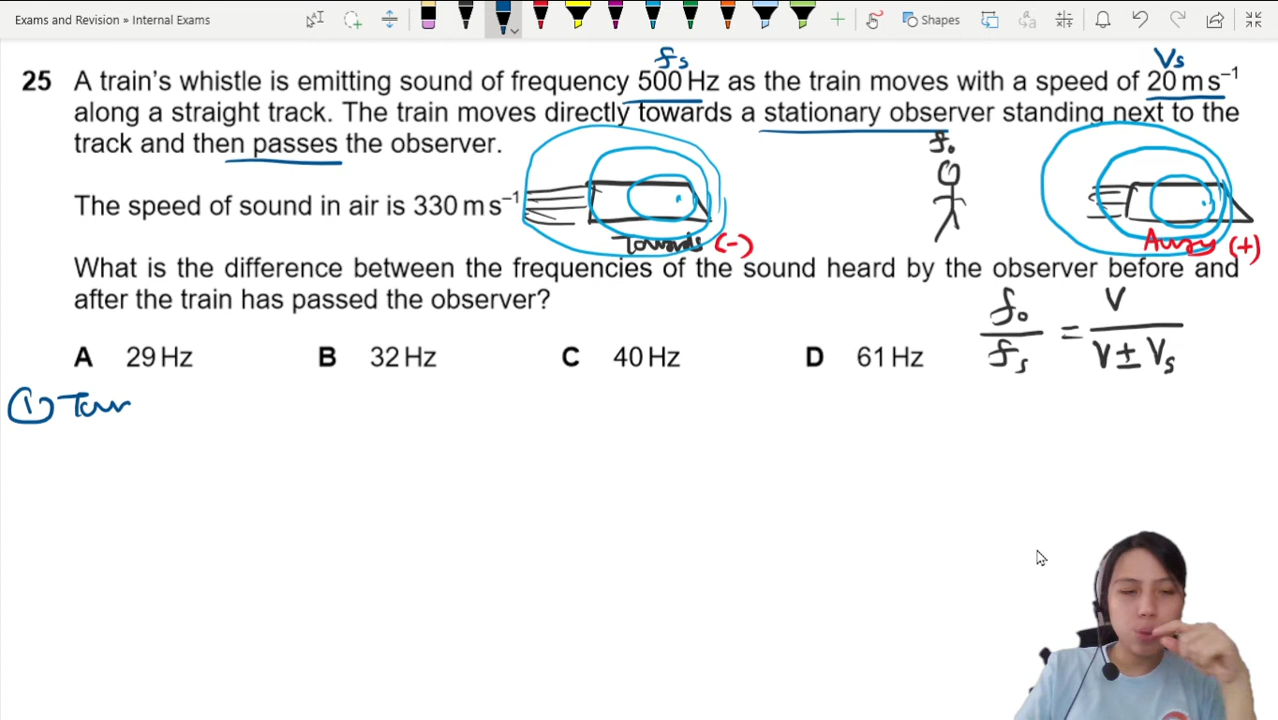 Exams and Revision » Internal Exams
Shapes
fs
Vs
25 A train's whistle is emitting sound of frequency 500 Hz as the train moves with a speed of 20 m s⁻¹
along a straight track. The train moves directly towards a stationary observer standing next to the
track and then passes the observer.
fo
The speed of sound in air is 330 m s⁻¹
Towards (-)
Away (+)
What is the difference between the frequencies of the sound heard by the observer before and
after the train has passed the observer?
fo/fs = V/(V ± Vs)
A 29 Hz B 32 Hz C 40 Hz D 61 Hz
① Tow